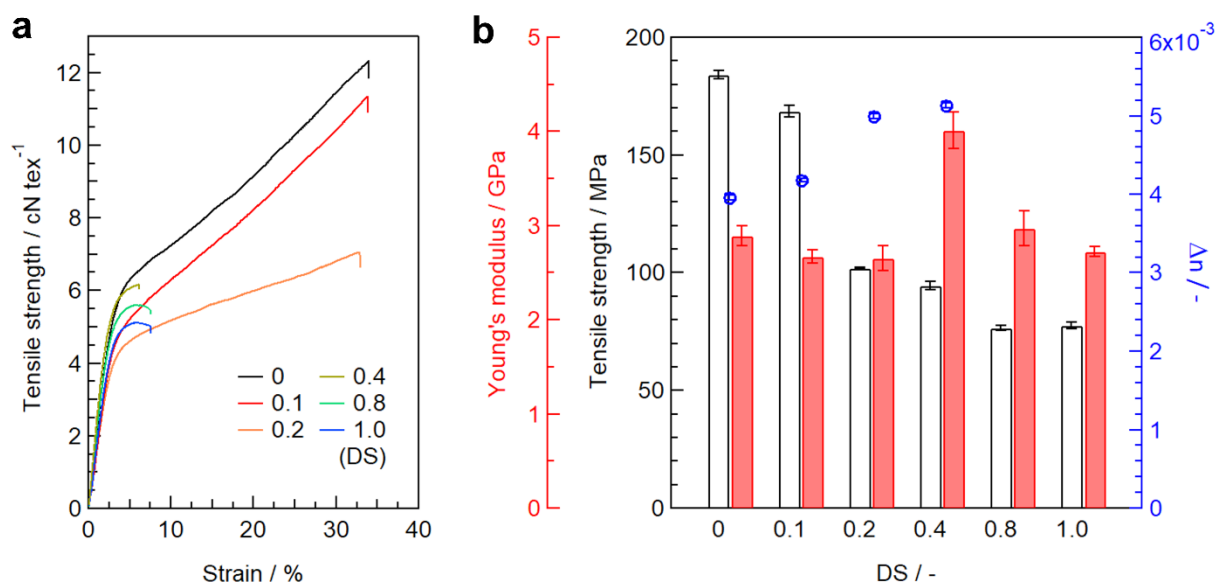 a
Tensile strength / cN tex⁻¹
12
10
8
6
4
2
0
0 10 20 30 40
Strain / %
0 0.4
0.1 0.8
0.2 1.0
(DS)
b
Young's modulus / GPa
5
4
3
2
1
0
Tensile strength / MPa
200
150
100
50
0
0 0.1 0.2 0.4 0.8 1.0
DS / -
6x10⁻³
5
4
3
2
1
0
Δn / -